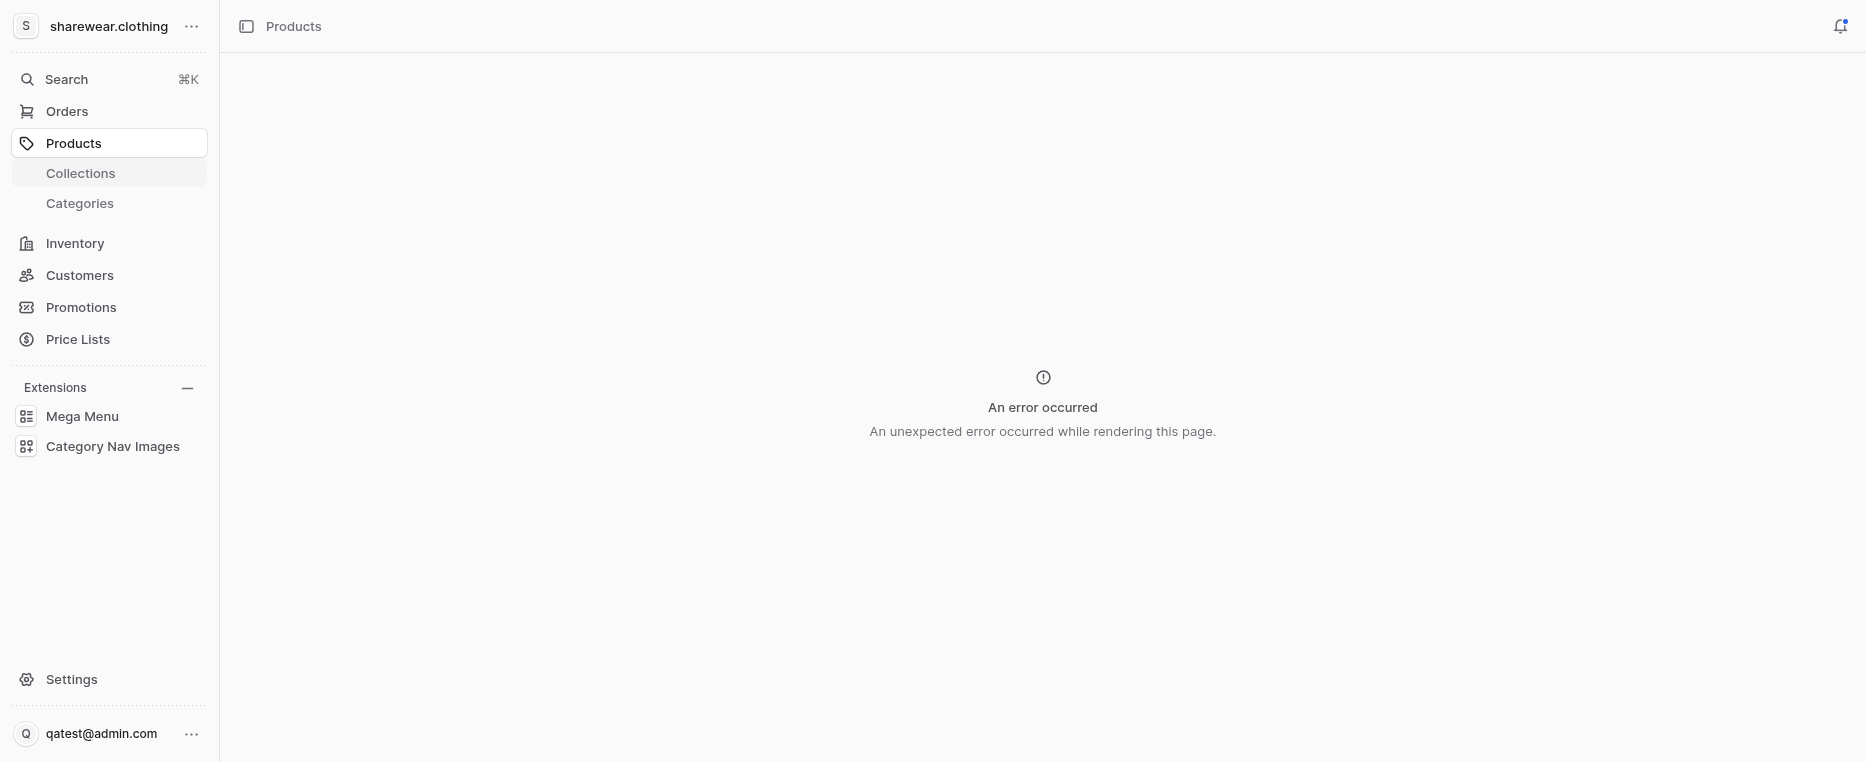 S sharewear.clothing
Products
Search ⌘K
Orders
Products
Collections
Categories
Inventory
Customers
Promotions
Price Lists
Extensions
Mega Menu
Category Nav Images
An error occurred
An unexpected error occurred while rendering this page.
Settings
Q qatest@admin.com